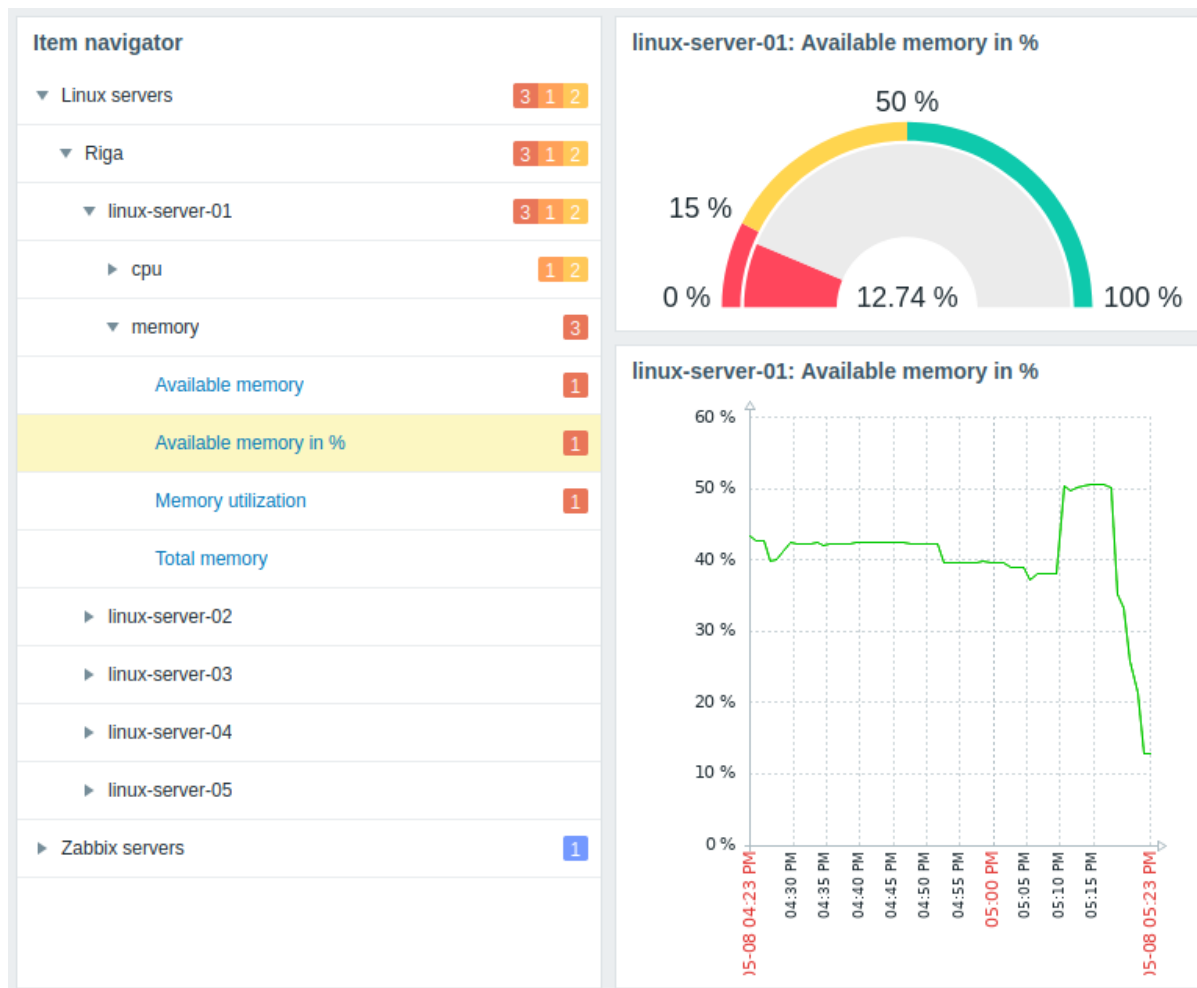 Item navigator
Linux servers 3 1 2
Riga 3 1 2
linux-server-01 3 1 2
cpu 1 2
memory 3
Available memory 1
Available memory in % 1
Memory utilization 1
Total memory
linux-server-02
linux-server-03
linux-server-04
linux-server-05
Zabbix servers 1
linux-server-01: Available memory in %
50 %
15 %
0 % 12.74 % 100 %
linux-server-01: Available memory in %
60 %
50 %
40 %
30 %
20 %
10 %
0 %
05-08 04:23 PM
04:30 PM
04:35 PM
04:40 PM
04:45 PM
04:50 PM
04:55 PM
05:00 PM
05:05 PM
05:10 PM
05:15 PM
05-08 05:23 PM